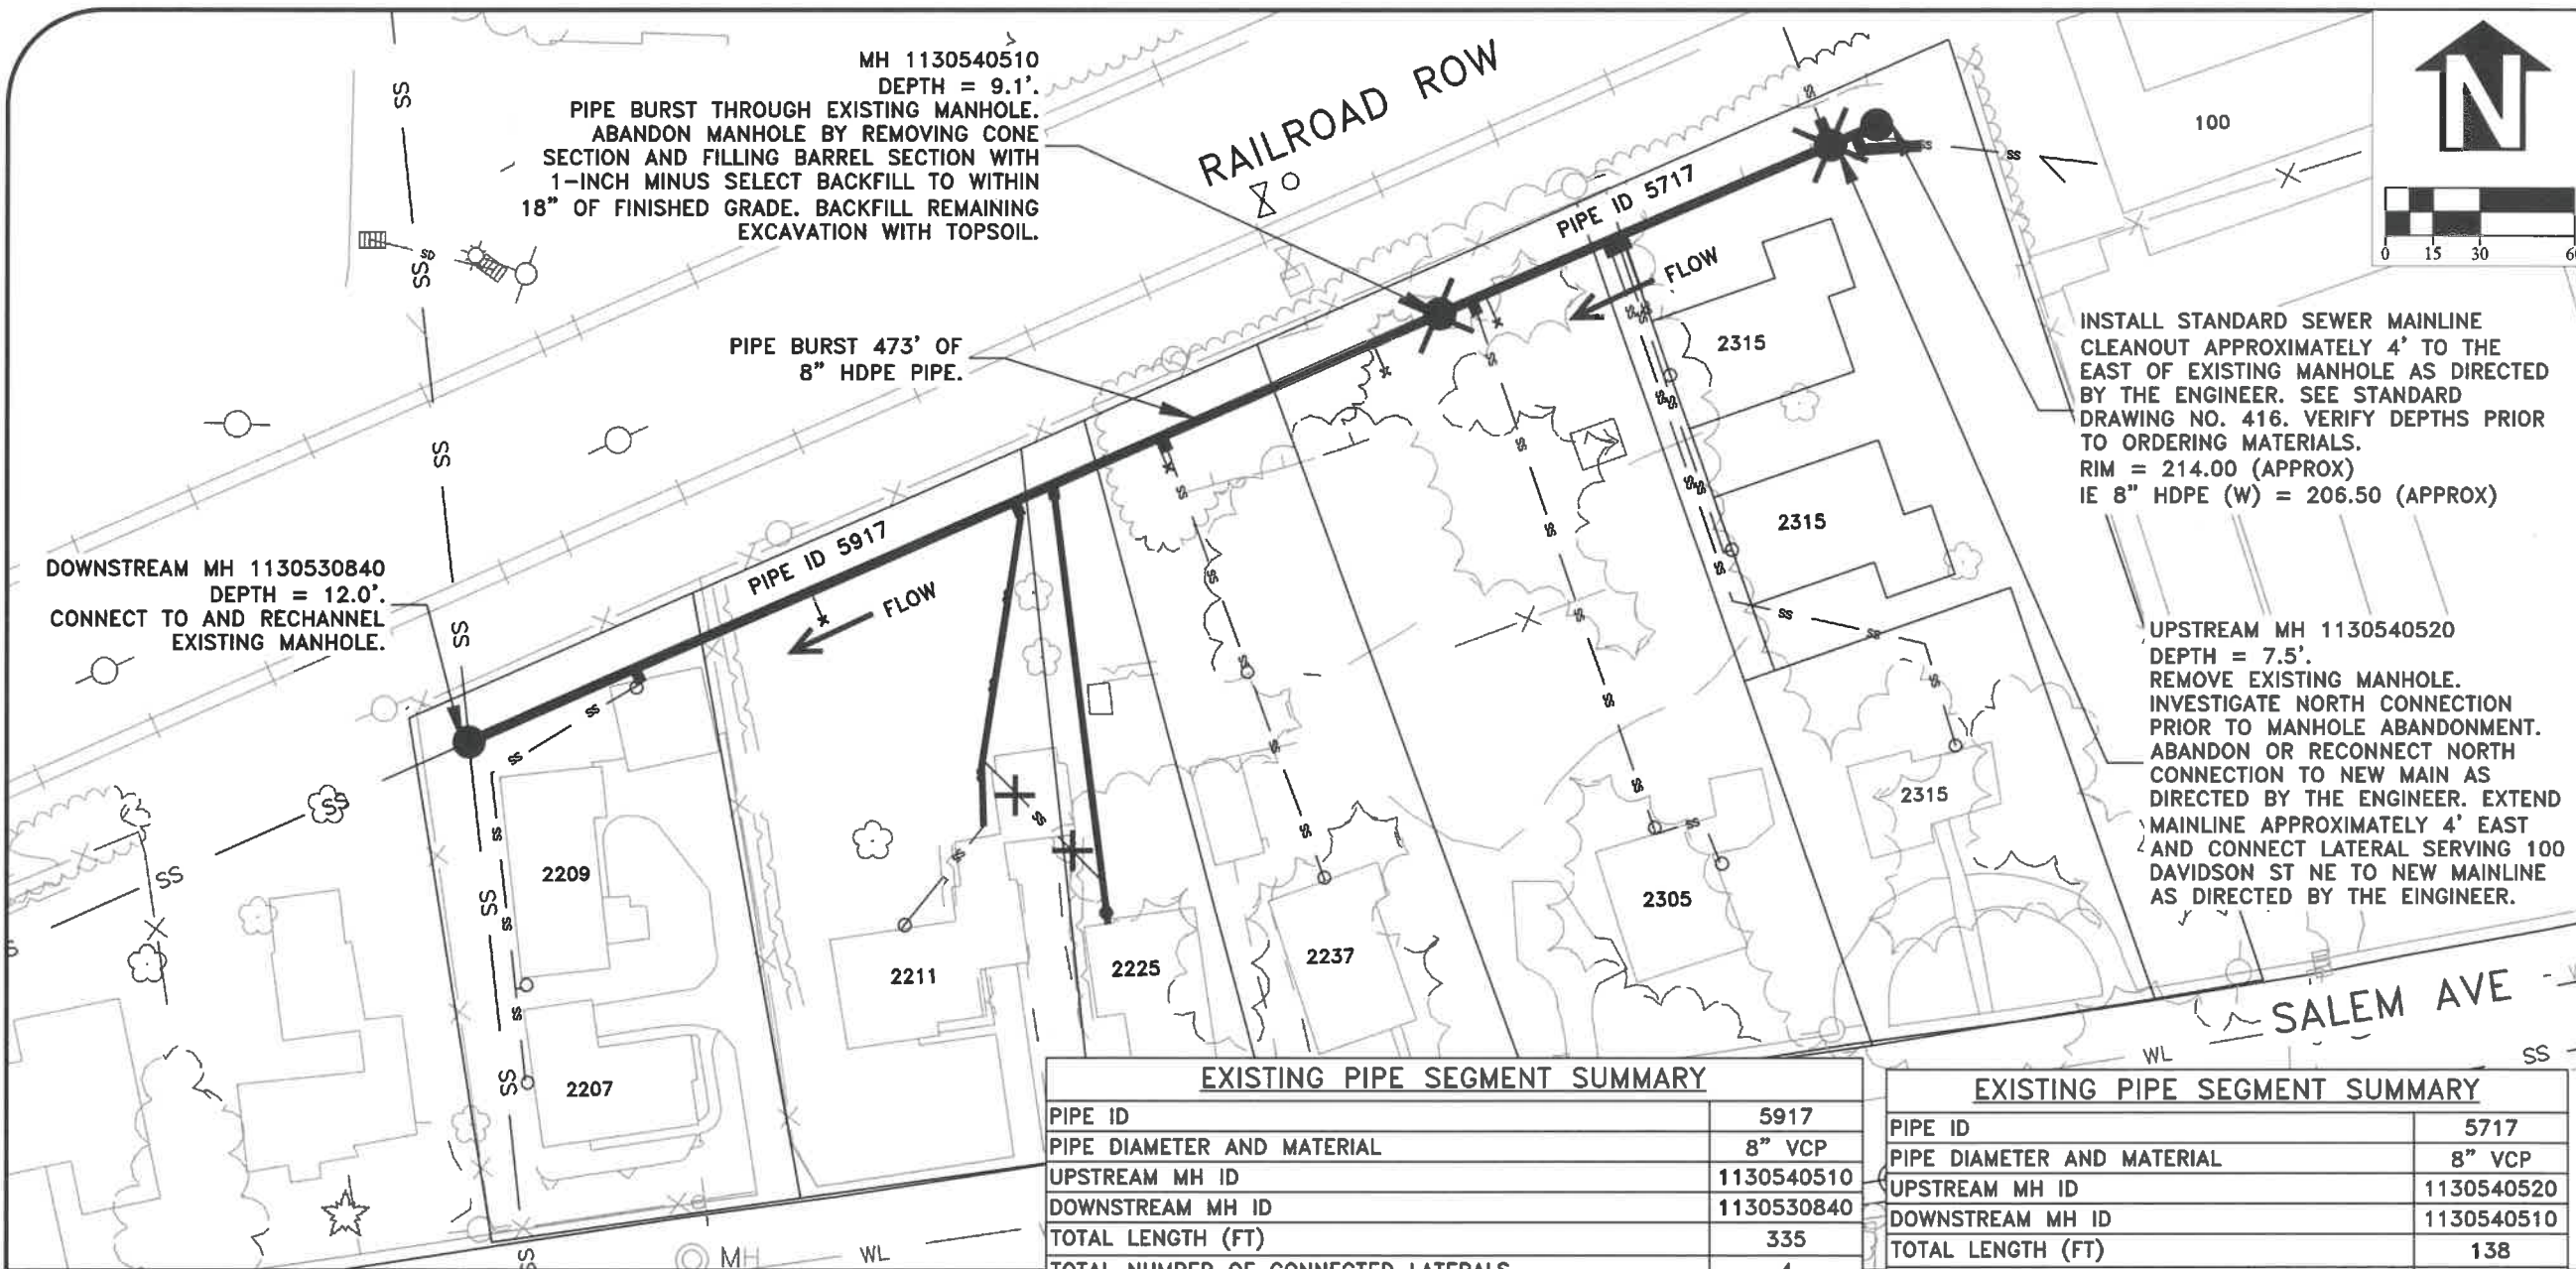 MH 1130540510
DEPTH = 9.1'.
PIPE BURST THROUGH EXISTING MANHOLE.
ABANDON MANHOLE BY REMOVING CONE
SECTION AND FILLING BARREL SECTION WITH
1-INCH MINUS SELECT BACKFILL TO WITHIN
18" OF FINISHED GRADE. BACKFILL REMAINING
EXCAVATION WITH TOPSOIL.
RAILROAD ROW
100
N
0 15 30
PIPE ID 5717
FLOW
PIPE BURST 473' OF
8" HDPE PIPE.
INSTALL STANDARD SEWER MAINLINE
CLEANOUT APPROXIMATELY 4' TO THE
EAST OF EXISTING MANHOLE AS DIRECTED
BY THE ENGINEER. SEE STANDARD
DRAWING NO. 416. VERIFY DEPTHS PRIOR
TO ORDERING MATERIALS.
RIM = 214.00 (APPROX)
IE 8" HDPE (W) = 206.50 (APPROX)
2315
2315
2315
PIPE ID 5917
FLOW
DOWNSTREAM MH 1130530840
DEPTH = 12.0'.
CONNECT TO AND RECHANNEL
EXISTING MANHOLE.
UPSTREAM MH 1130540520
DEPTH = 7.5'.
REMOVE EXISTING MANHOLE.
INVESTIGATE NORTH CONNECTION
PRIOR TO MANHOLE ABANDONMENT.
ABANDON OR RECONNECT NORTH
CONNECTION TO NEW MAIN AS
DIRECTED BY THE ENGINEER. EXTEND
MAINLINE APPROXIMATELY 4' EAST
AND CONNECT LATERAL SERVING 100
DAVIDSON ST NE TO NEW MAINLINE
AS DIRECTED BY THE EINGINEER.
SS
SS
SS
SS
SS
SS
SS
SS
SS
2209
2207
2211
2225
2237
2305
SALEM AVE
WL
SS
MH
WL
EXISTING PIPE SEGMENT SUMMARY
PIPE ID 5917
PIPE DIAMETER AND MATERIAL 8" VCP
UPSTREAM MH ID 1130540510
DOWNSTREAM MH ID 1130530840
TOTAL LENGTH (FT) 335
TOTAL NUMBER OF CONNECTED LATERALS
EXISTING PIPE SEGMENT SUMMARY
PIPE ID 5717
PIPE DIAMETER AND MATERIAL 8" VCP
UPSTREAM MH ID 1130540520
DOWNSTREAM MH ID 1130540510
TOTAL LENGTH (FT) 138